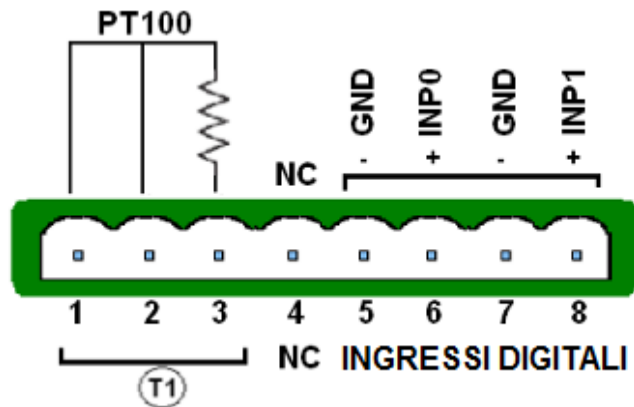 PT100
GND
INP0
GND
INP1
- + - +
NC
1 2 3 4 5 6 7 8
T1
NC INGRESSI DIGITALI